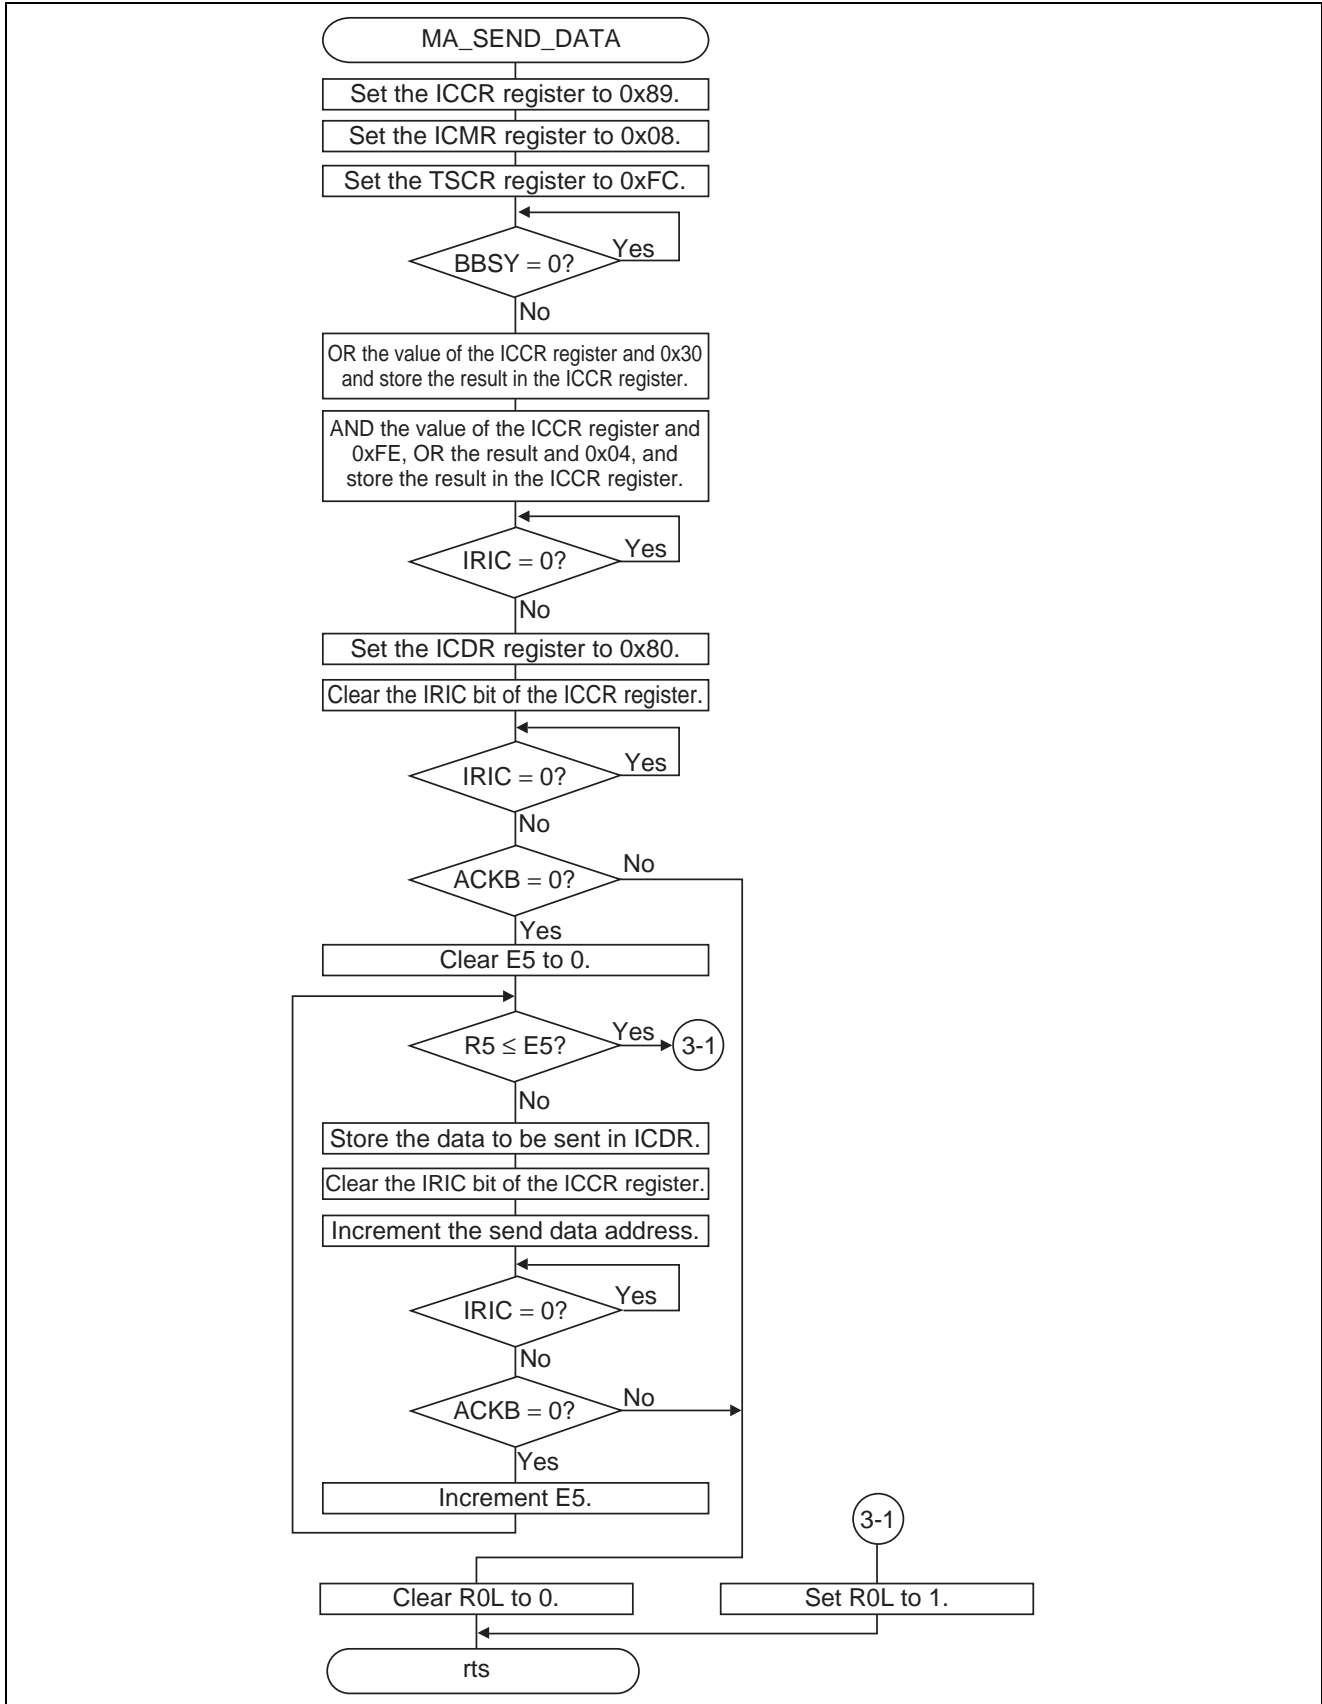 MA_SEND_DATA
Set the ICCR register to 0x89.
Set the ICMR register to 0x08.
Set the TSCR register to 0xFC.
BBSY = 0?
Yes
No
OR the value of the ICCR register and 0x30
and store the result in the ICCR register.
AND the value of the ICCR register and
0xFE, OR the result and 0x04, and
store the result in the ICCR register.
IRIC = 0?
Yes
No
Set the ICDR register to 0x80.
Clear the IRIC bit of the ICCR register.
IRIC = 0?
Yes
No
ACKB = 0?
No
Yes
Clear E5 to 0.
R5 ≤ E5?
Yes
3-1
No
Store the data to be sent in ICDR.
Clear the IRIC bit of the ICCR register.
Increment the send data address.
IRIC = 0?
Yes
No
ACKB = 0?
No
Yes
Increment E5.
3-1
Clear R0L to 0.
Set R0L to 1.
rts